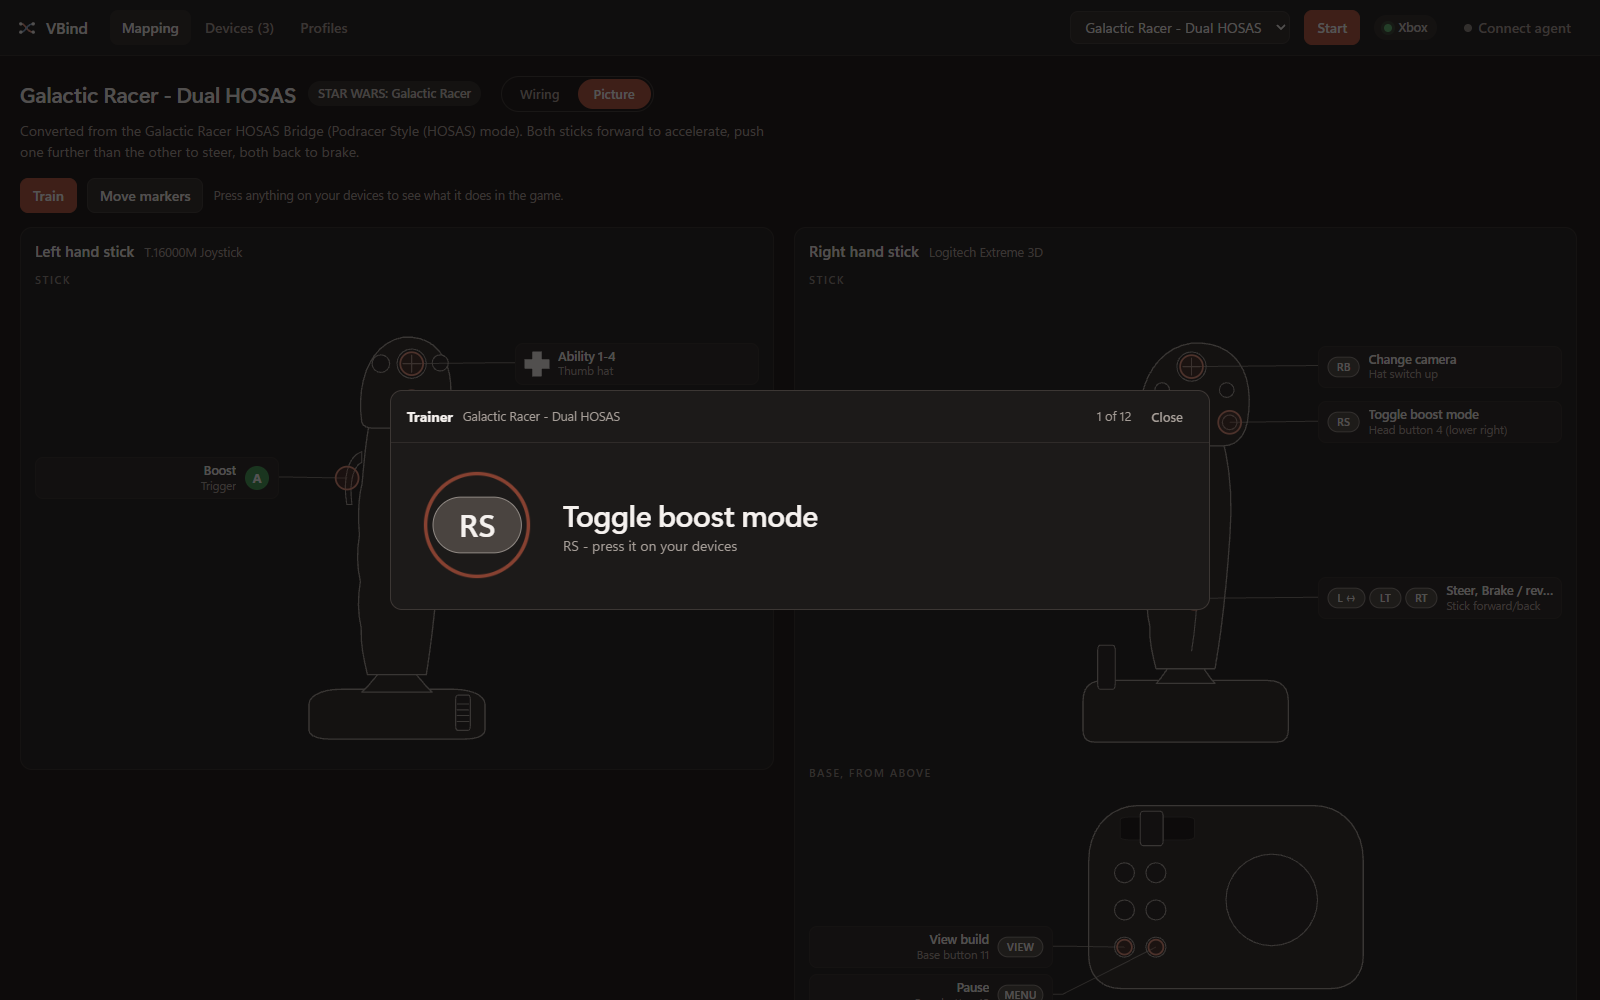 VBind
Mapping
Devices (3)
Profiles
Galactic Racer - Dual HOSAS
Start
Xbox
Connect agent
Galactic Racer - Dual HOSAS
STAR WARS: Galactic Racer
Wiring
Picture
Converted from the Galactic Racer HOSAS Bridge (Podracer Style (HOSAS) mode). Both sticks forward to accelerate, push
one further than the other to steer, both back to brake.
Train
Move markers
Press anything on your devices to see what it does in the game.
Left hand stick T.16000M Joystick
STICK
Ability 1-4
Thumb hat
Boost
Trigger
A
Right hand stick Logitech Extreme 3D
STICK
RB
Change camera
Hat switch up
RS
Toggle boost mode
Head button 4 (lower right)
L ↔
LT
RT
Steer, Brake / rev...
Stick forward/back
BASE, FROM ABOVE
View build
Base button 11
VIEW
Pause
MENU
Trainer Galactic Racer - Dual HOSAS
1 of 12
Close
RS
Toggle boost mode
RS - press it on your devices